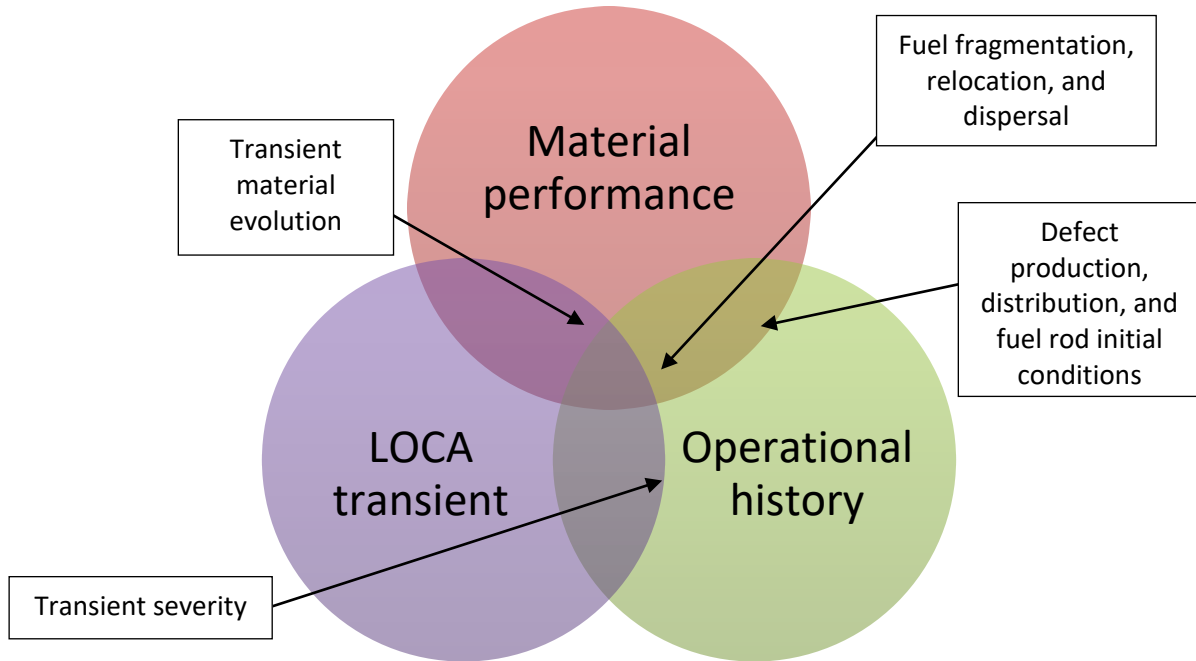 Fuel fragmentation,
relocation, and
dispersal
Material
performance
Transient
material
evolution
Defect
production,
distribution, and
fuel rod initial
conditions
LOCA
transient
Operational
history
Transient severity